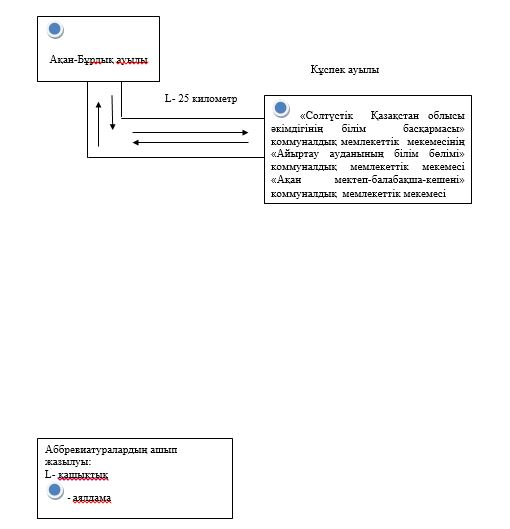 Ақан-Бұрлық ауылы
Құспек ауылы
L- 25 километр
«Солтүстік Қазақстан облысы
әкімдігінің білім басқармасы»
коммуналдық мемлекеттік мекемесінің
«Айыртау ауданының білім бөлімі»
коммуналдық мемлекеттік мекемесі
«Ақан мектеп-балабақша-кешені»
коммуналдық мемлекеттік мекемесі
Аббревиатуралардың ашып
жазылуы:
L- қашықтық
- аялдама